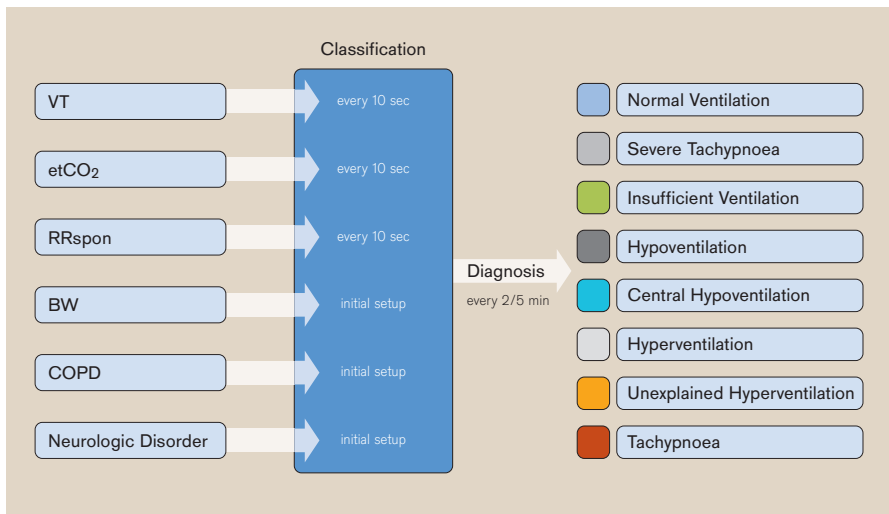 Classification
VT
every 10 sec
etCO₂
every 10 sec
RRspon
every 10 sec
BW
initial setup
COPD
initial setup
Neurologic Disorder
initial setup
Diagnosis
every 2/5 min
Normal Ventilation
Severe Tachypnoea
Insufficient Ventilation
Hypoventilation
Central Hypoventilation
Hyperventilation
Unexplained Hyperventilation
Tachypnoea